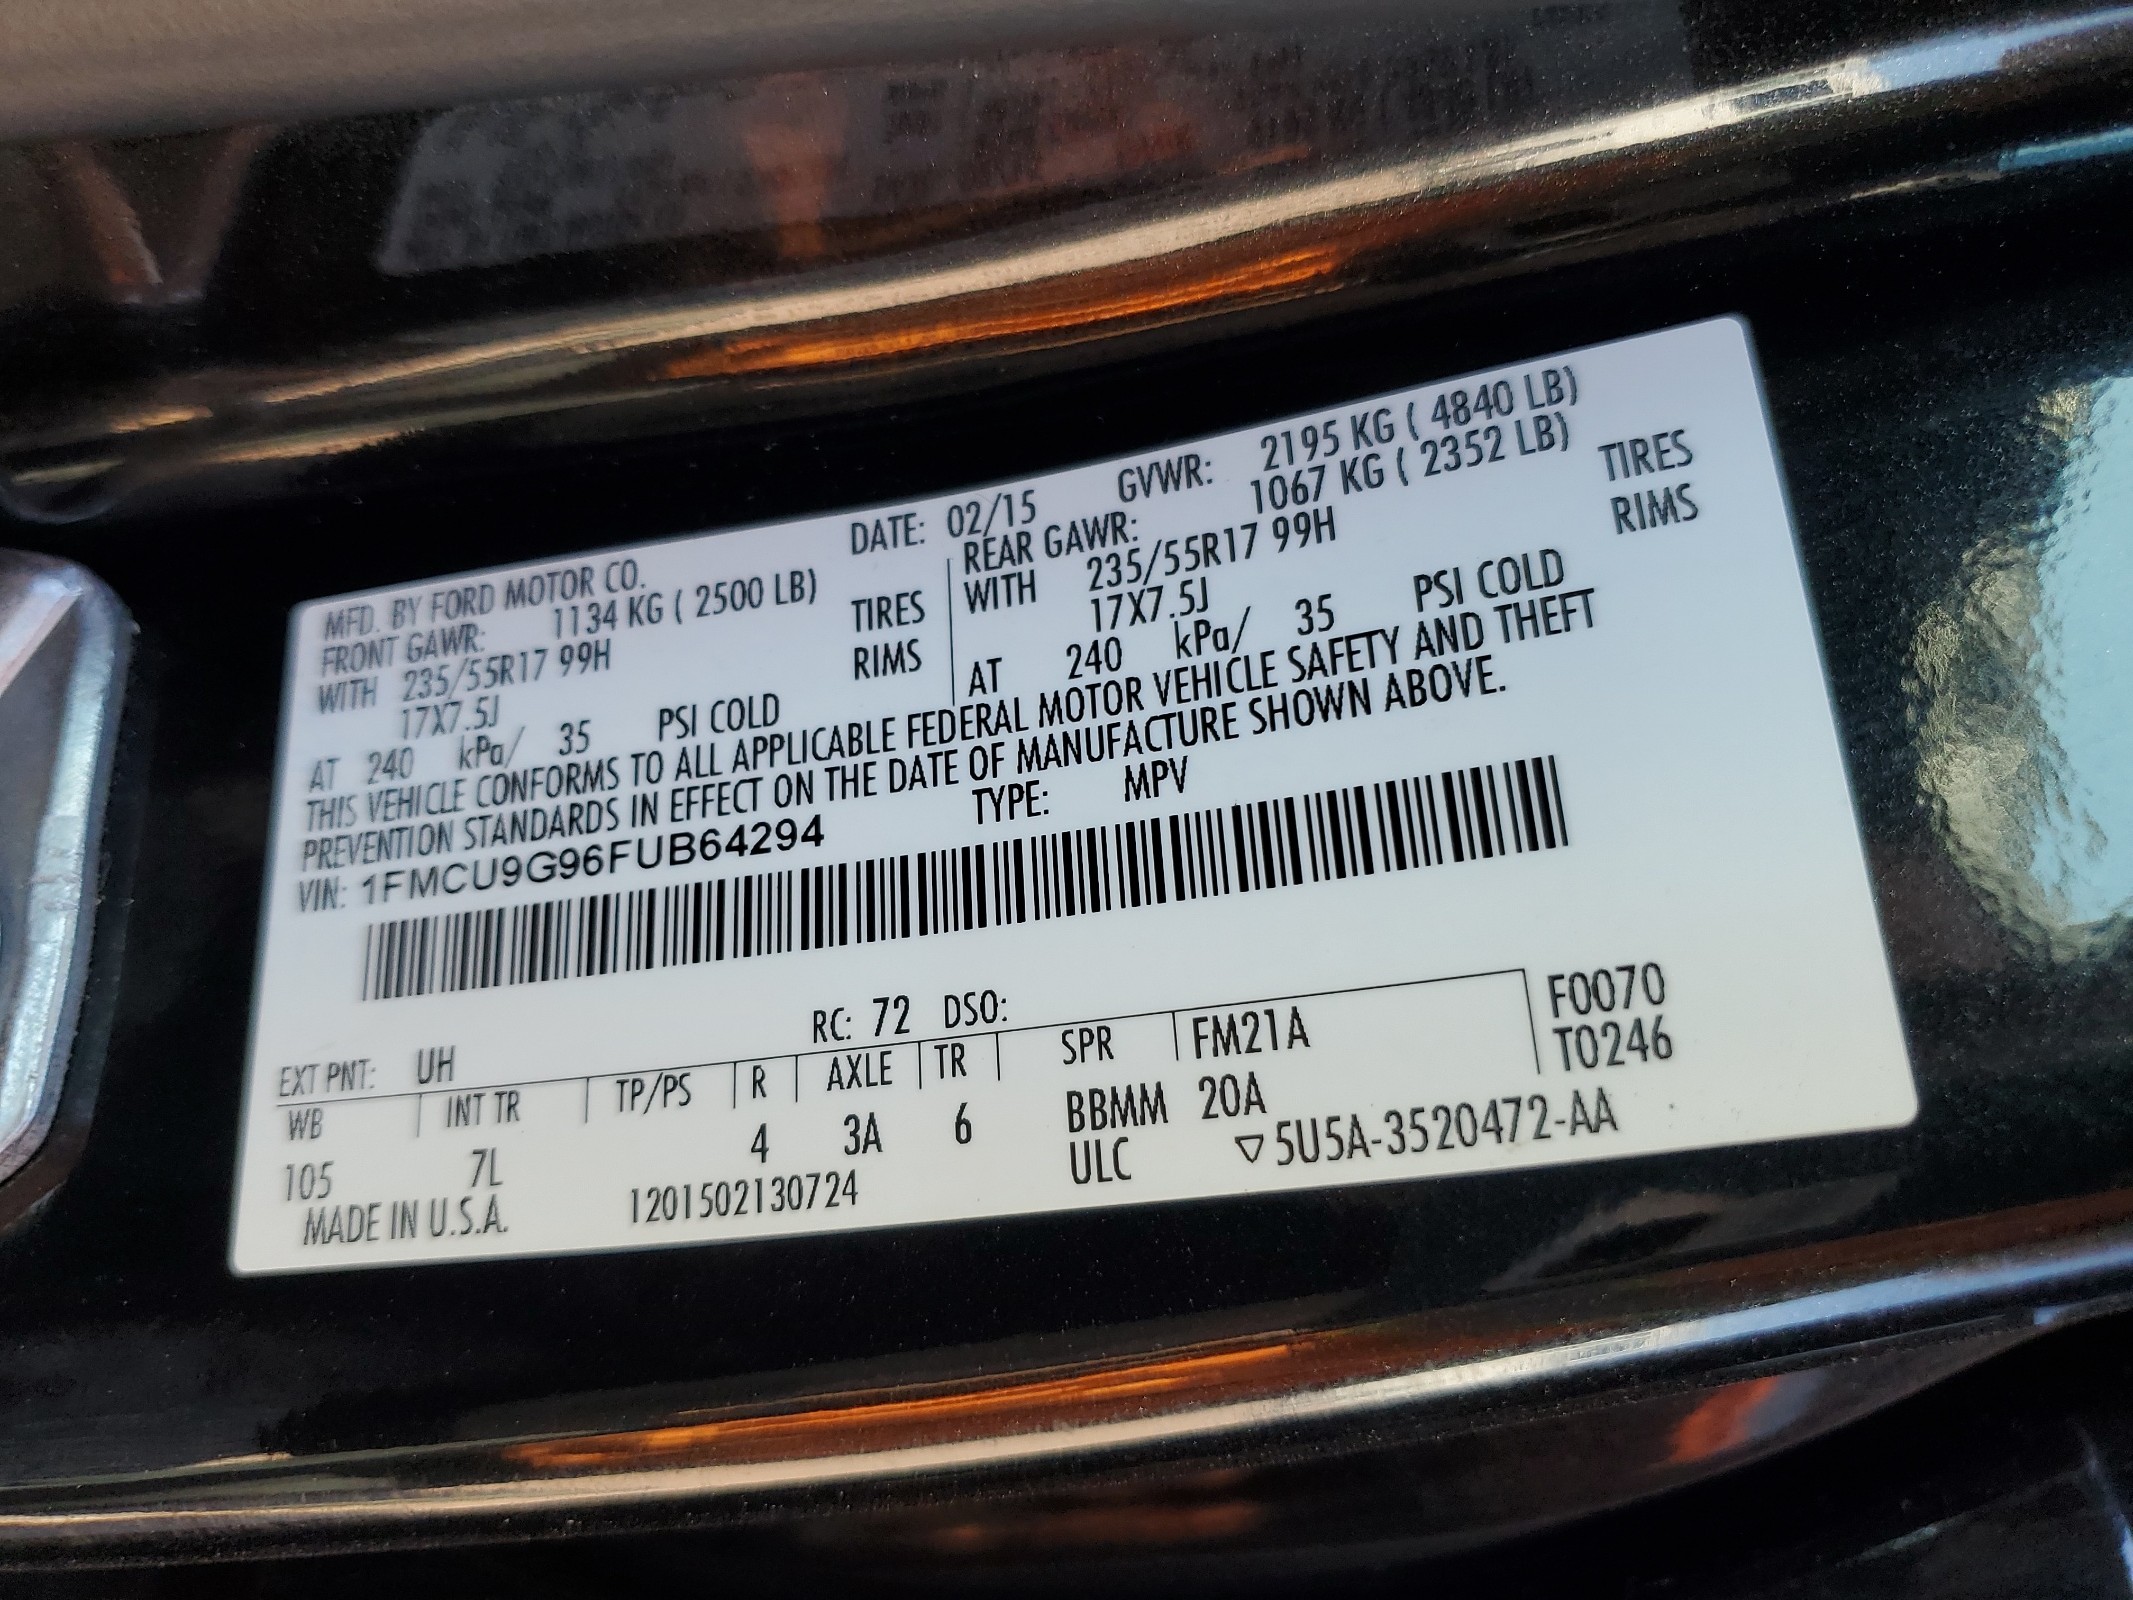 MFD. BY FORD MOTOR CO. DATE: 02/15 GVWR: 2195 KG ( 4840 LB)
FRONT GAWR: 1134 KG ( 2500 LB) REAR GAWR: 1067 KG ( 2352 LB)
WITH 235/55R17 99H TIRES WITH 235/55R17 99H TIRES
17X7.5J RIMS 17X7.5J RIMS
AT 240 kPa/ 35 PSI COLD AT 240 kPa/ 35 PSI COLD
THIS VEHICLE CONFORMS TO ALL APPLICABLE FEDERAL MOTOR VEHICLE SAFETY AND THEFT
PREVENTION STANDARDS IN EFFECT ON THE DATE OF MANUFACTURE SHOWN ABOVE.
VIN: 1FMCU9G96FUB64294 TYPE: MPV
EXT PNT: UH RC: 72 DSO: F0070
WB INT TR TP/PS R AXLE TR SPR FM21A T0246
105 7L 4 3A 6 BBMM 20A
MADE IN U.S.A. 1201502130724 ULC ▽5U5A-3520472-AA